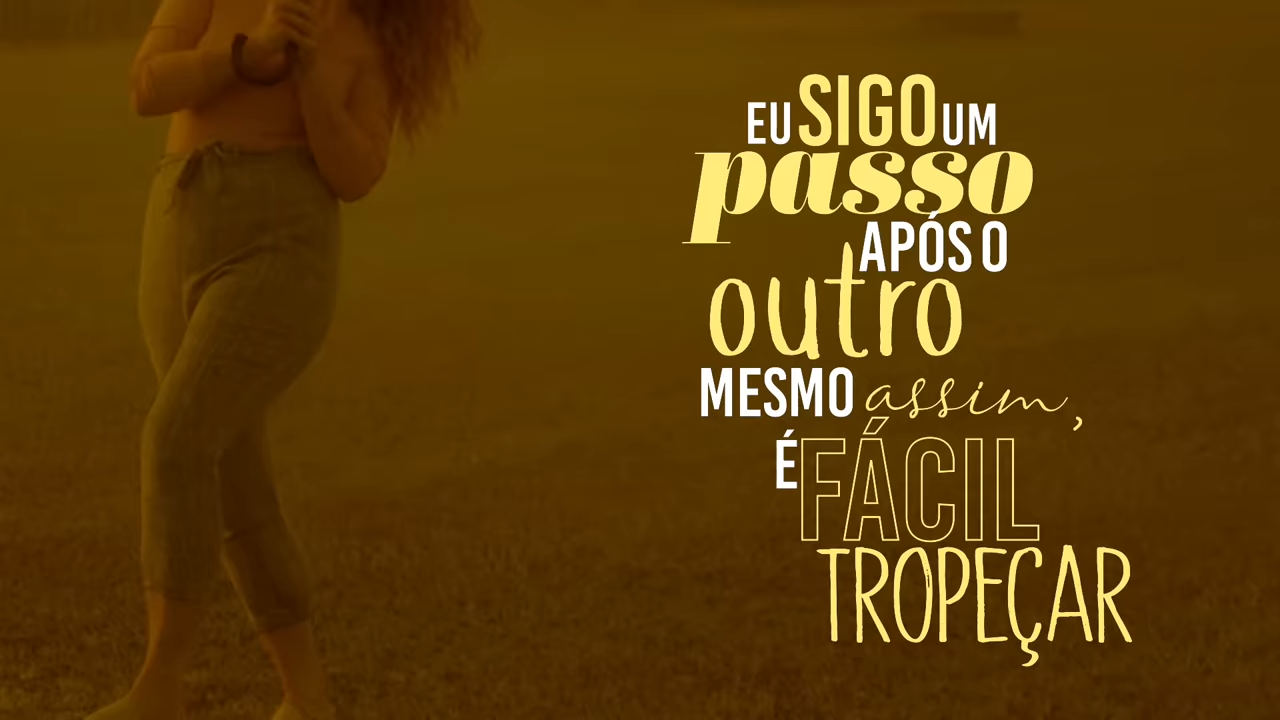 EU SIGO UM
passo
APÓS O
outro
MESMO assim,
É FÁCIL
TROPEÇAR